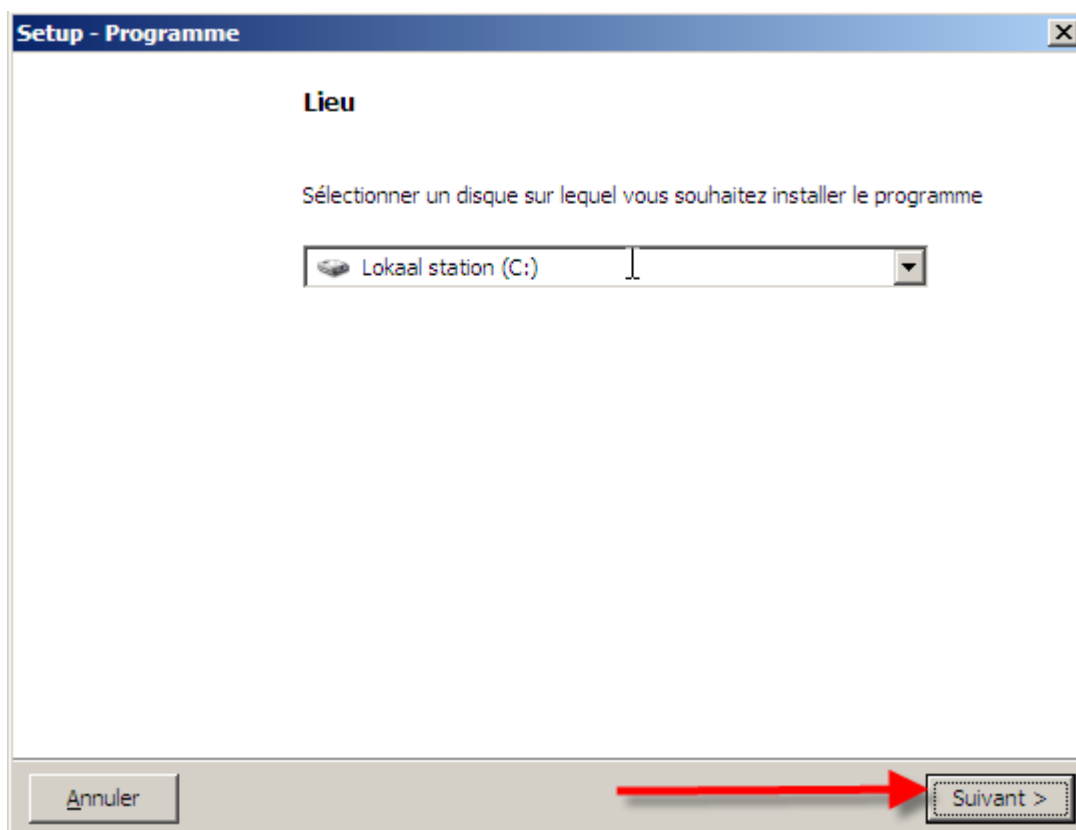 Setup - Programme
Lieu
Sélectionner un disque sur lequel vous souhaitez installer le programme
Lokaal station (C:)
Annuler
Suivant >